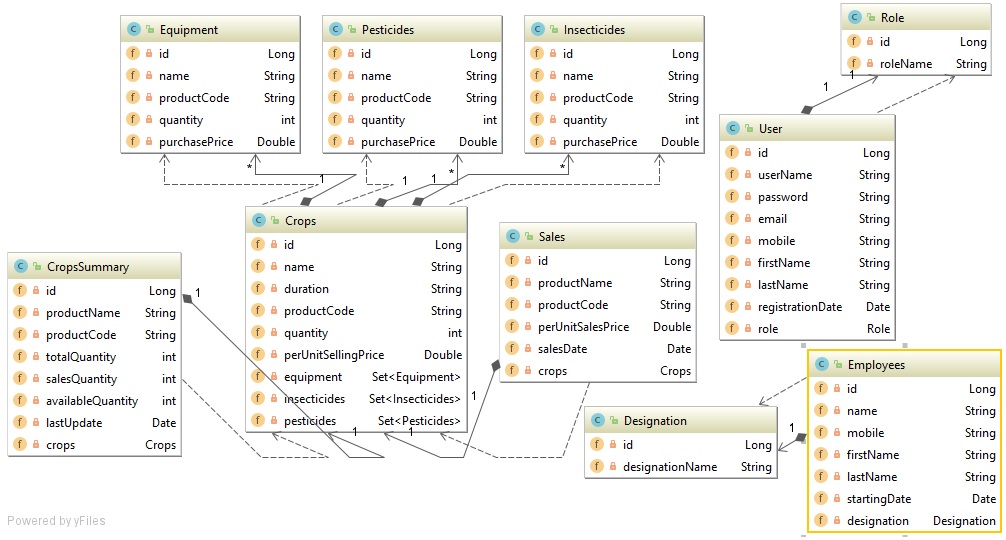 Equipment
id Long
name String
productCode String
quantity int
purchasePrice Double
Pesticides
id Long
name String
productCode String
quantity int
purchasePrice Double
Insecticides
id Long
name String
productCode String
quantity int
purchasePrice Double
Role
id Long
roleName String
1
User
id Long
userName String
password String
email String
mobile String
firstName String
lastName String
registrationDate Date
role Role
1
*
1
*
1
*
1
Crops
id Long
name String
duration String
productCode String
quantity int
perUnitSellingPrice Double
equipment Set<Equipment>
insecticides Set<Insecticides>
pesticides Set<Pesticides>
Sales
id Long
productName String
productCode String
perUnitSalesPrice Double
salesDate Date
crops Crops
CropsSummary
id Long
productName String
productCode String
totalQuantity int
salesQuantity int
availableQuantity int
lastUpdate Date
crops Crops
1
1
1
1
Designation
id Long
designationName String
1
Employees
id Long
name String
mobile String
firstName String
lastName String
startingDate Date
designation Designation
Powered by yFiles